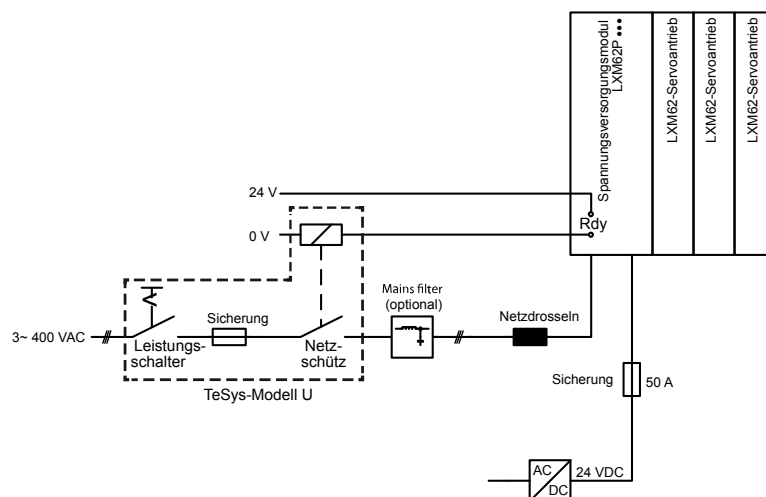 Spannungsversorgungsmodul
LXM62P •••
LXM62-Servoantrieb
LXM62-Servoantrieb
LXM62-Servoantrieb
24 V
0 V
Rdy
Mains filter
(optional)
3~ 400 VAC
Leistungs-
schalter
Sicherung
Netz-
schütz
Netzdrosseln
TeSys-Modell U
Sicherung
50 A
AC
DC
24 VDC